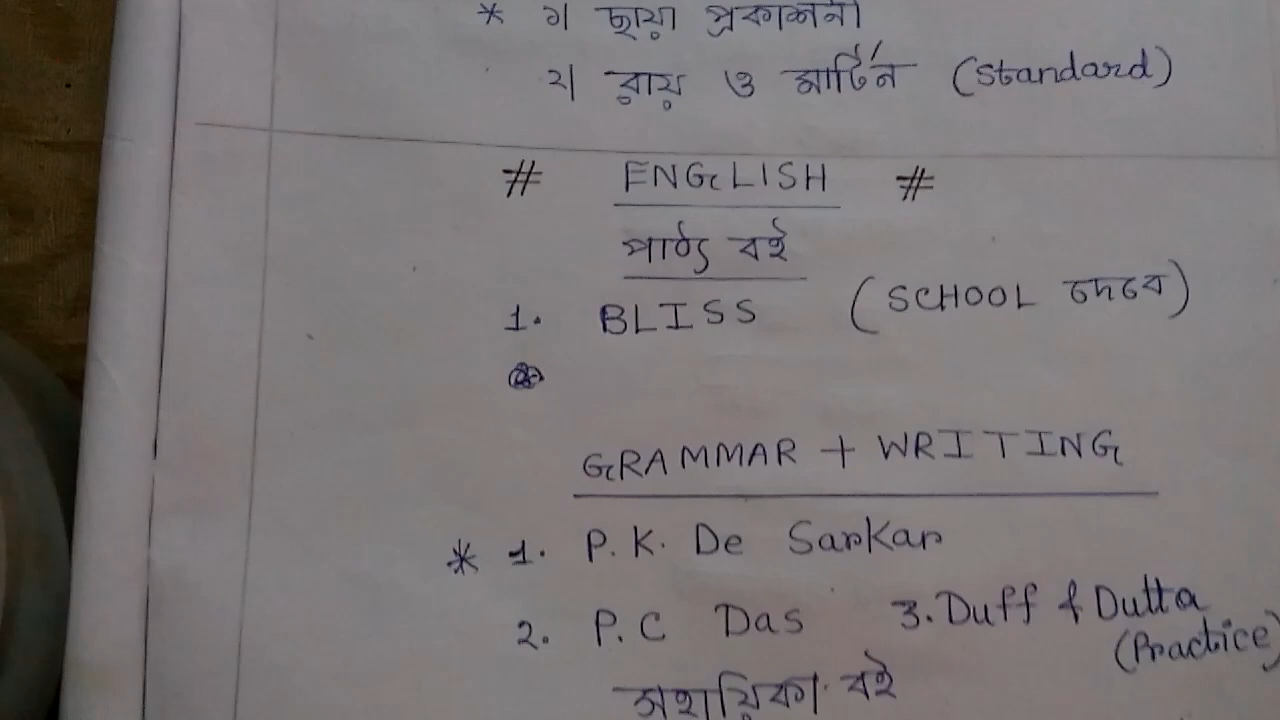 * ১| ছায়া প্রকাশনী
২| রায় ও মার্টিন (Standard)
# ENGLISH #
পাঠ্য বই
1. BLISS (SCHOOL দেবে)
GRAMMAR + WRITING
* 1. P.K. De Sarkar
2. P.C Das 3. Duff & Dutta
(Practice)
সহায়িকা বই